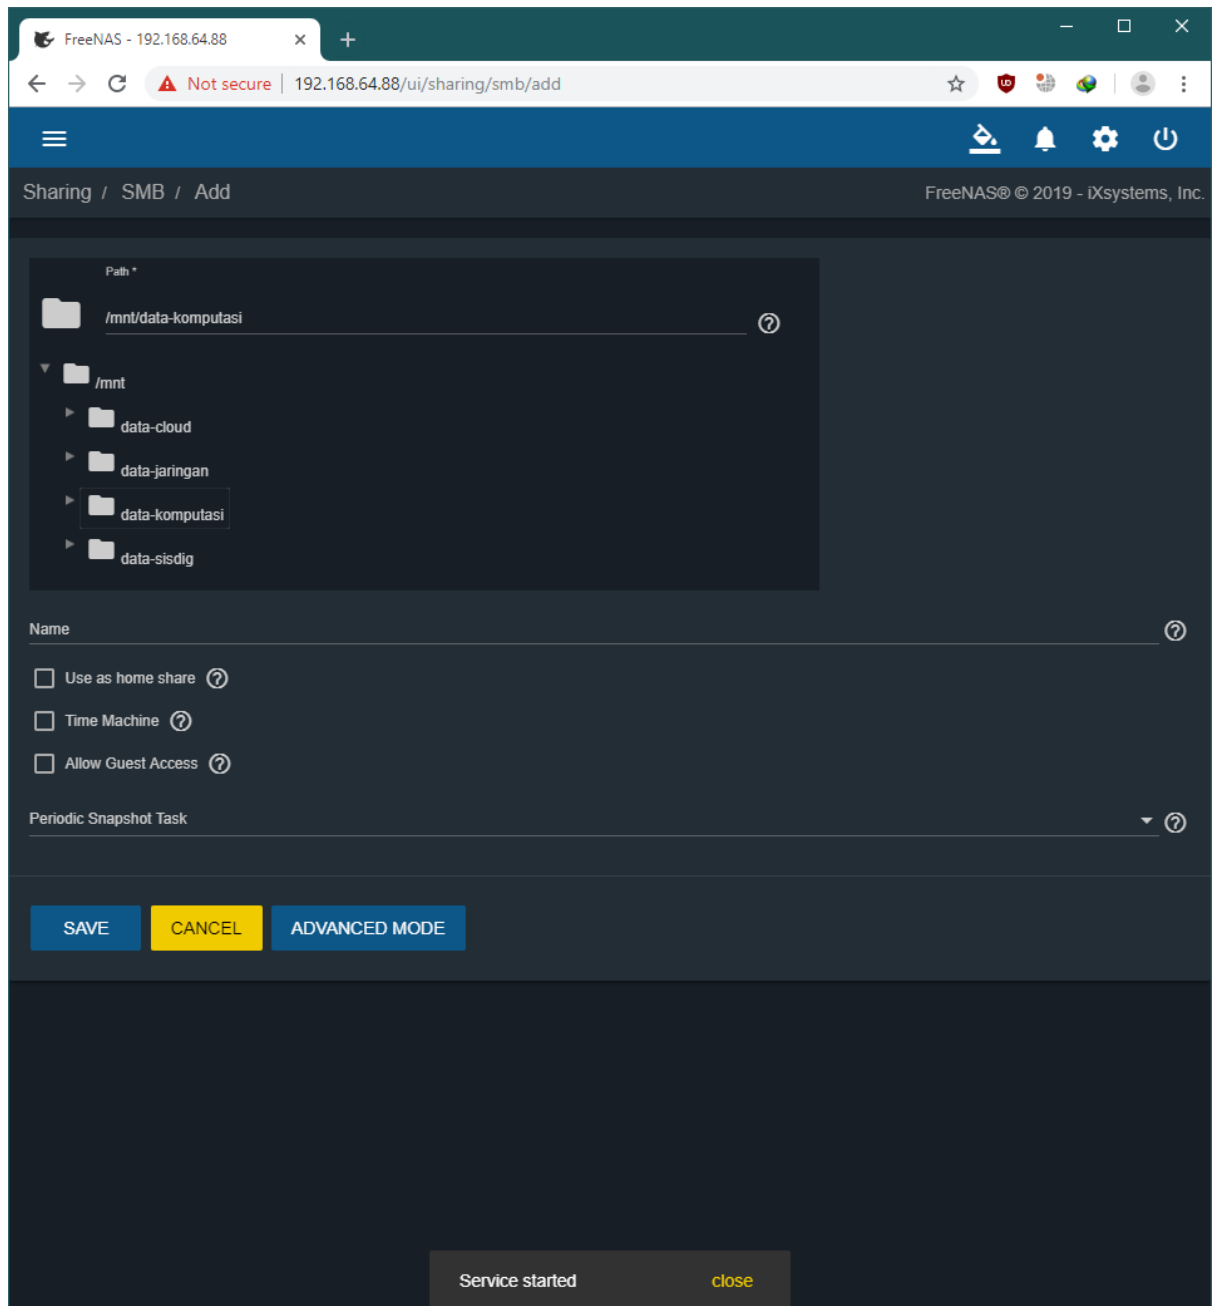 FreeNAS - 192.168.64.88
Not secure | 192.168.64.88/ui/sharing/smb/add
Sharing / SMB / Add
FreeNAS® © 2019 - iXsystems, Inc.
Path *
/mnt/data-komputasi
/mnt
data-cloud
data-jaringan
data-komputasi
data-sisdig
Name
Use as home share
Time Machine
Allow Guest Access
Periodic Snapshot Task
SAVE CANCEL ADVANCED MODE
Service started close